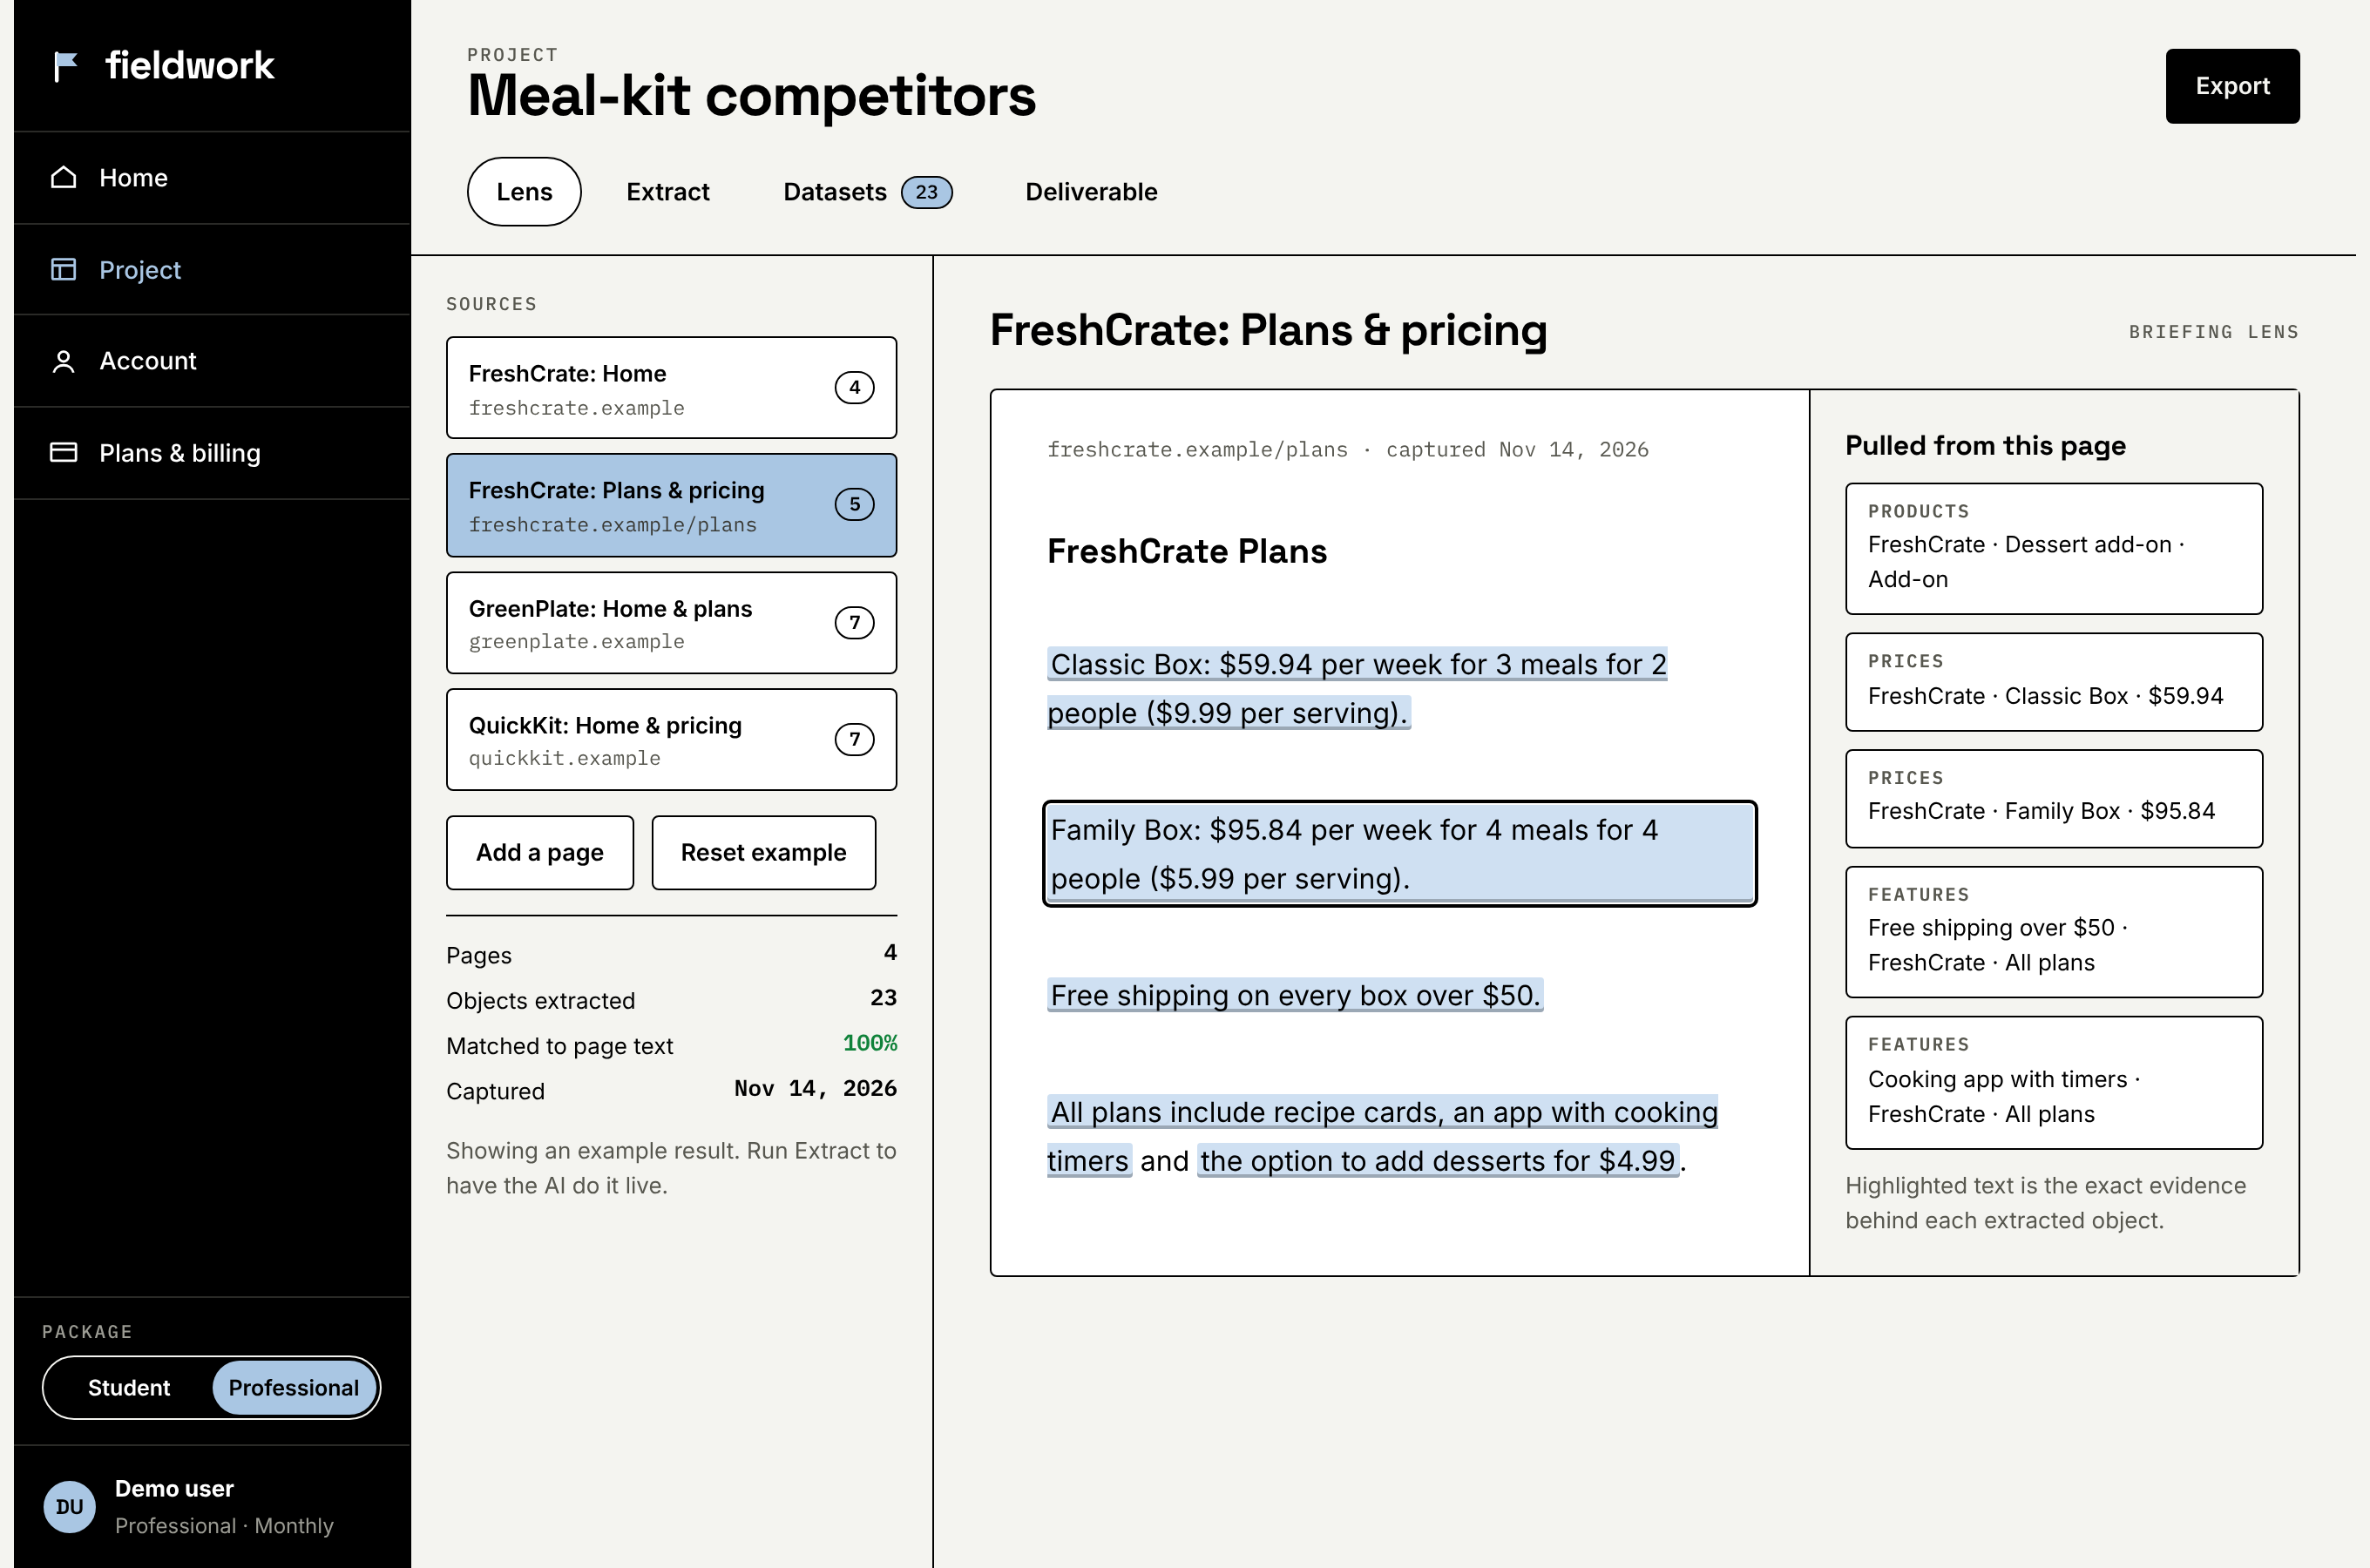 fieldwork
Home
Project
Account
Plans & billing
PACKAGE
Student
Professional
DU
Demo user
Professional · Monthly
PROJECT
Meal-kit competitors
Export
Lens
Extract
Datasets 23
Deliverable
SOURCES
FreshCrate: Home
freshcrate.example
4
FreshCrate: Plans & pricing
freshcrate.example/plans
5
GreenPlate: Home & plans
greenplate.example
7
QuickKit: Home & pricing
quickkit.example
7
Add a page
Reset example
Pages 4
Objects extracted 23
Matched to page text 100%
Captured Nov 14, 2026
Showing an example result. Run Extract to
have the AI do it live.
FreshCrate: Plans & pricing
BRIEFING LENS
freshcrate.example/plans · captured Nov 14, 2026
FreshCrate Plans
Classic Box: $59.94 per week for 3 meals for 2
people ($9.99 per serving).
Family Box: $95.84 per week for 4 meals for 4
people ($5.99 per serving).
Free shipping on every box over $50.
All plans include recipe cards, an app with cooking
timers and the option to add desserts for $4.99.
Pulled from this page
PRODUCTS
FreshCrate · Dessert add-on ·
Add-on
PRICES
FreshCrate · Classic Box · $59.94
PRICES
FreshCrate · Family Box · $95.84
FEATURES
Free shipping over $50 ·
FreshCrate · All plans
FEATURES
Cooking app with timers ·
FreshCrate · All plans
Highlighted text is the exact evidence
behind each extracted object.